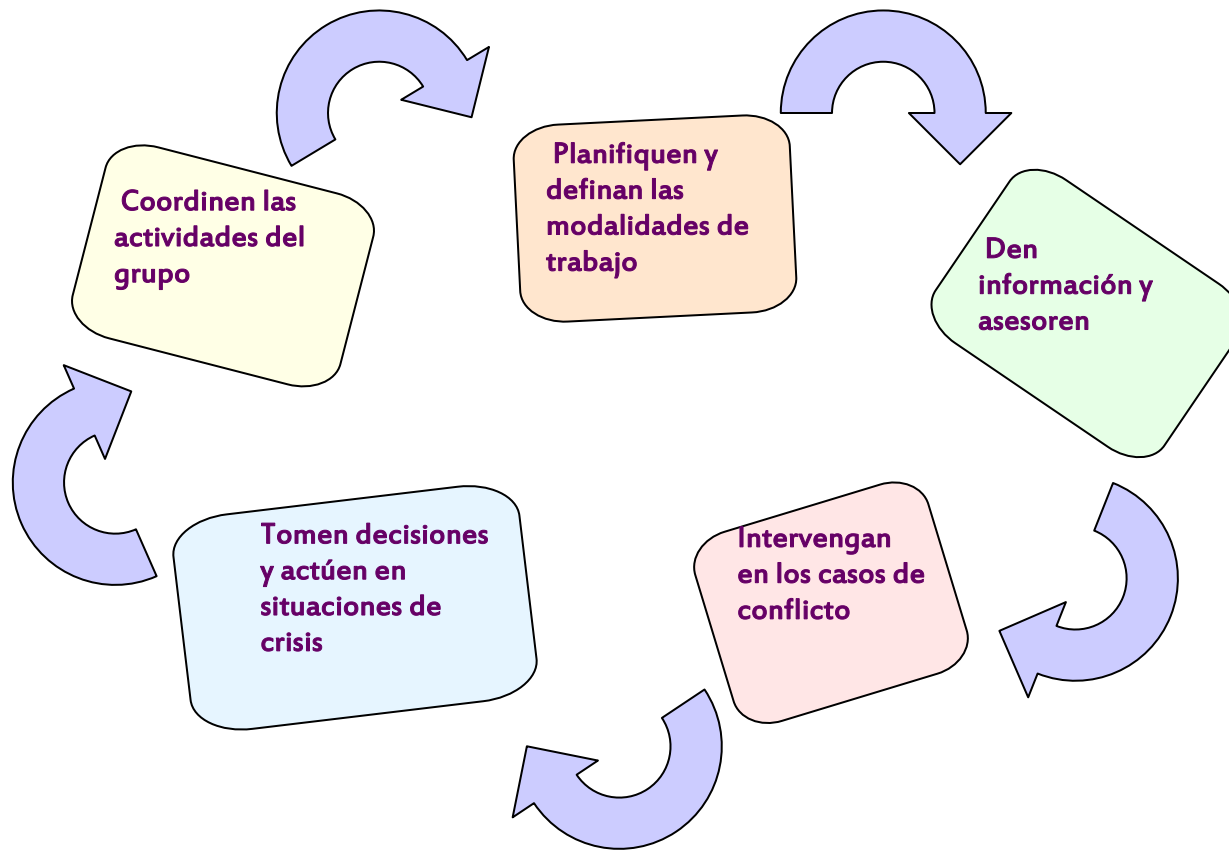 Coordinen las
actividades del
grupo
Planifiquen y
definan las
modalidades de
trabajo
Den
información y
asesoren
Intervengan
en los casos de
conflicto
Tomen decisiones
y actúen en
situaciones de
crisis